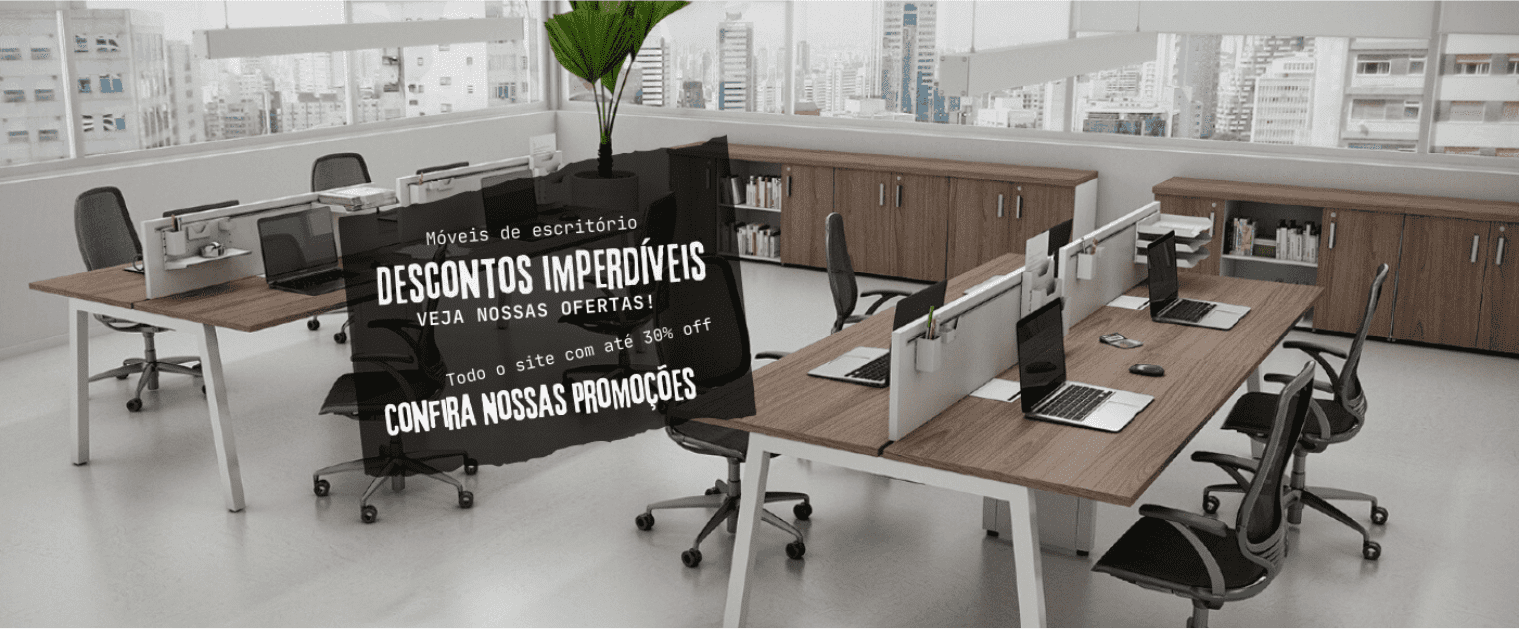 Móveis de escritório
DESCONTOS IMPERDÍVEIS
VEJA NOSSAS OFERTAS!
Todo o site com até 30% off
CONFIRA NOSSAS PROMOÇÕES